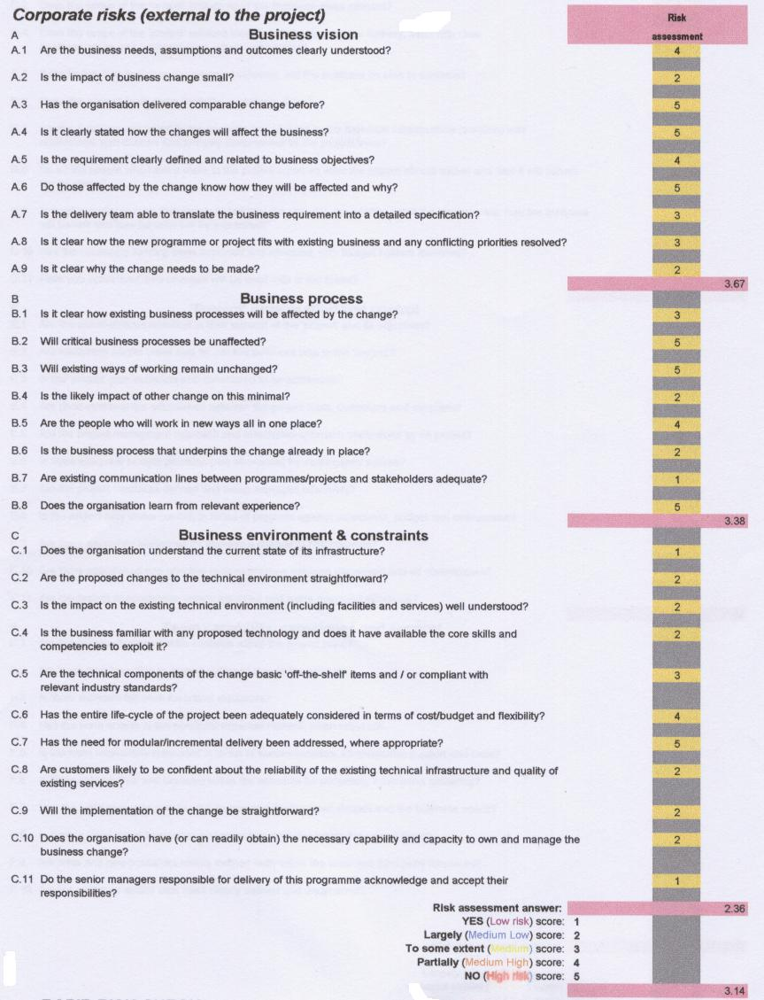 Corporate risks (external to the project)
Risk
assessment
A Business vision
A.1 Are the business needs, assumptions and outcomes clearly understood? 4
A.2 Is the impact of business change small? 2
A.3 Has the organisation delivered comparable change before? 5
A.4 Is it clearly stated how the changes will affect the business? 5
A.5 Is the requirement clearly defined and related to business objectives? 4
A.6 Do those affected by the change know how they will be affected and why? 5
A.7 Is the delivery team able to translate the business requirement into a detailed specification? 3
A.8 Is it clear how the new programme or project fits with existing business and any conflicting priorities resolved? 3
A.9 Is it clear why the change needs to be made? 2
3.67
B Business process
B.1 Is it clear how existing business processes will be affected by the change? 3
B.2 Will critical business processes be unaffected? 5
B.3 Will existing ways of working remain unchanged? 5
B.4 Is the likely impact of other change on this minimal? 2
B.5 Are the people who will work in new ways all in one place? 4
B.6 Is the business process that underpins the change already in place? 2
B.7 Are existing communication lines between programmes/projects and stakeholders adequate? 1
B.8 Does the organisation learn from relevant experience? 5
3.38
C Business environment & constraints
C.1 Does the organisation understand the current state of its infrastructure? 1
C.2 Are the proposed changes to the technical environment straightforward? 2
C.3 Is the impact on the existing technical environment (including facilities and services) well understood? 2
C.4 Is the business familiar with any proposed technology and does it have available the core skills and 2
competencies to exploit it?
C.5 Are the technical components of the change basic 'off-the-shelf' items and / or compliant with 3
relevant industry standards?
C.6 Has the entire life-cycle of the project been adequately considered in terms of cost/budget and flexibility? 4
C.7 Has the need for modular/incremental delivery been addressed, where appropriate? 5
C.8 Are customers likely to be confident about the reliability of the existing technical infrastructure and quality of 2
existing services?
C.9 Will the implementation of the change be straightforward? 2
C.10 Does the organisation have (or can readily obtain) the necessary capability and capacity to own and manage the 2
business change?
C.11 Do the senior managers responsible for delivery of this programme acknowledge and accept their 1
responsibilities?
Risk assessment answer: 2.36
YES (Low risk) score: 1
Largely (Medium Low) score: 2
To some extent (Medium) score: 3
Partially (Medium High) score: 4
NO (High risk) score: 5
3.14